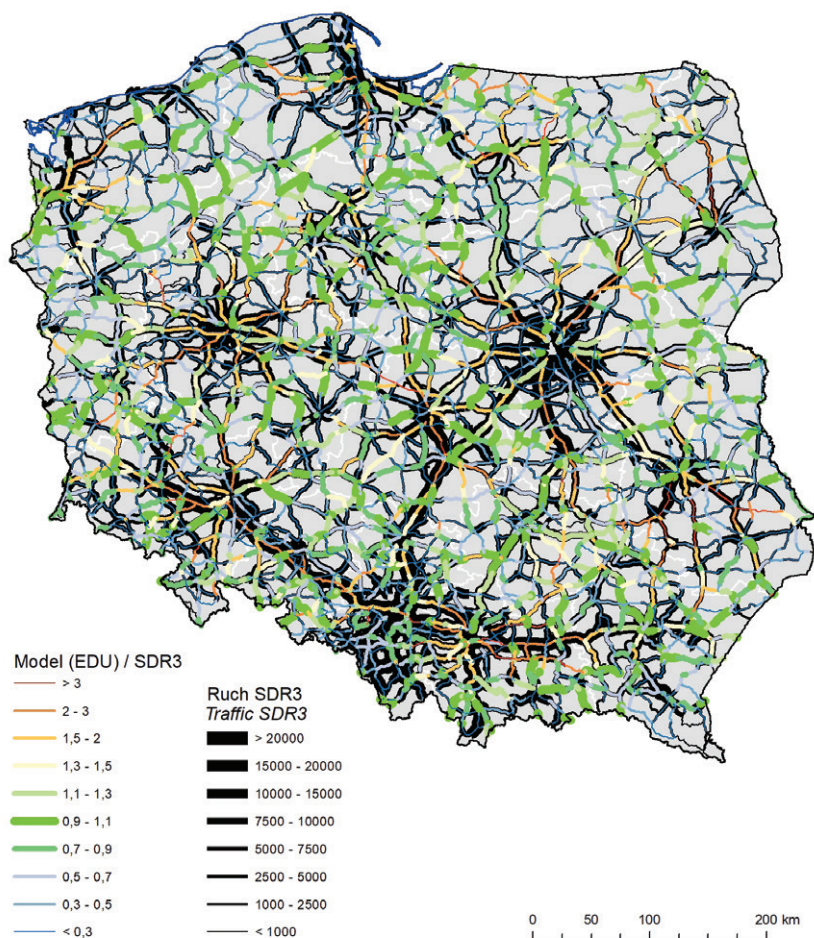 Model (EDU) / SDR3
> 3
2 - 3
1,5 - 2
1,3 - 1,5
1,1 - 1,3
0,9 - 1,1
0,7 - 0,9
0,5 - 0,7
0,3 - 0,5
< 0,3
Ruch SDR3
Traffic SDR3
> 20000
15000 - 20000
10000 - 15000
7500 - 10000
5000 - 7500
2500 - 5000
1000 - 2500
< 1000
0 50 100 200 km